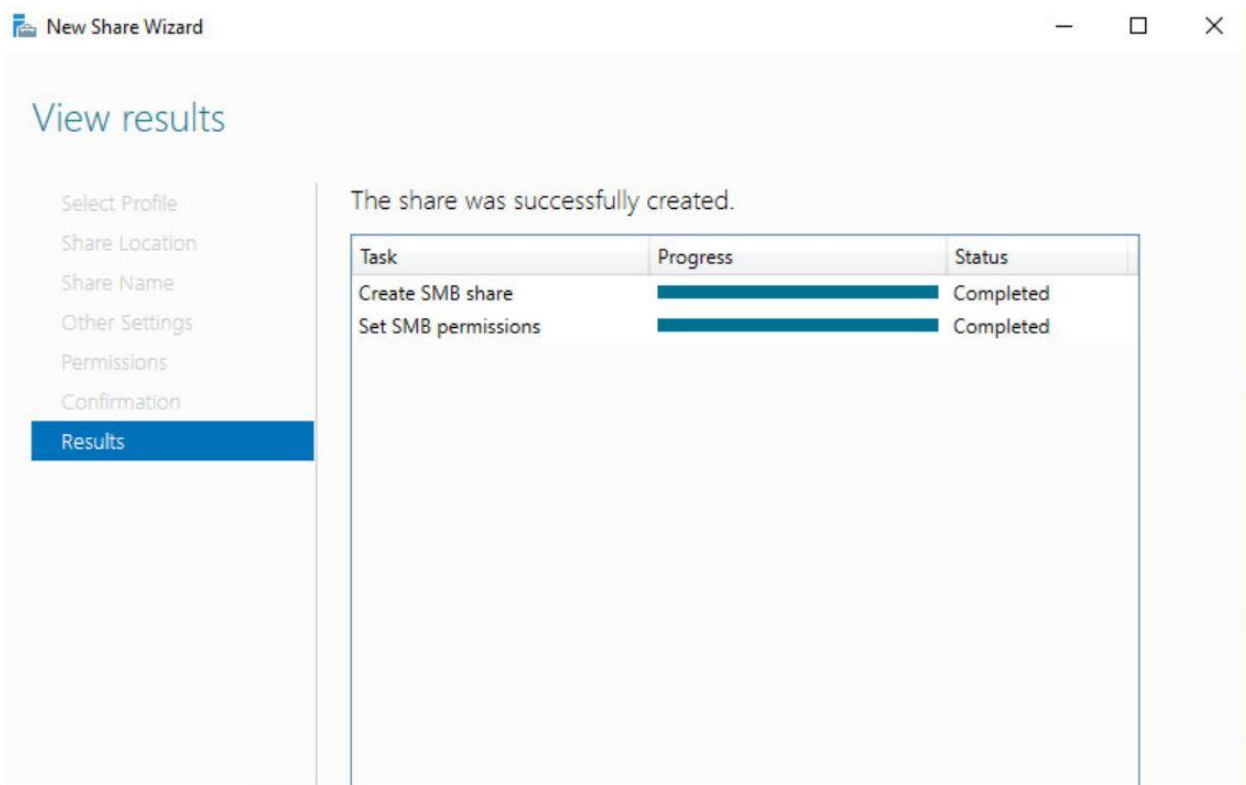 New Share Wizard
View results
Select Profile
Share Location
Share Name
Other Settings
Permissions
Confirmation
Results
The share was successfully created.
Task Progress Status
Create SMB share Completed
Set SMB permissions Completed